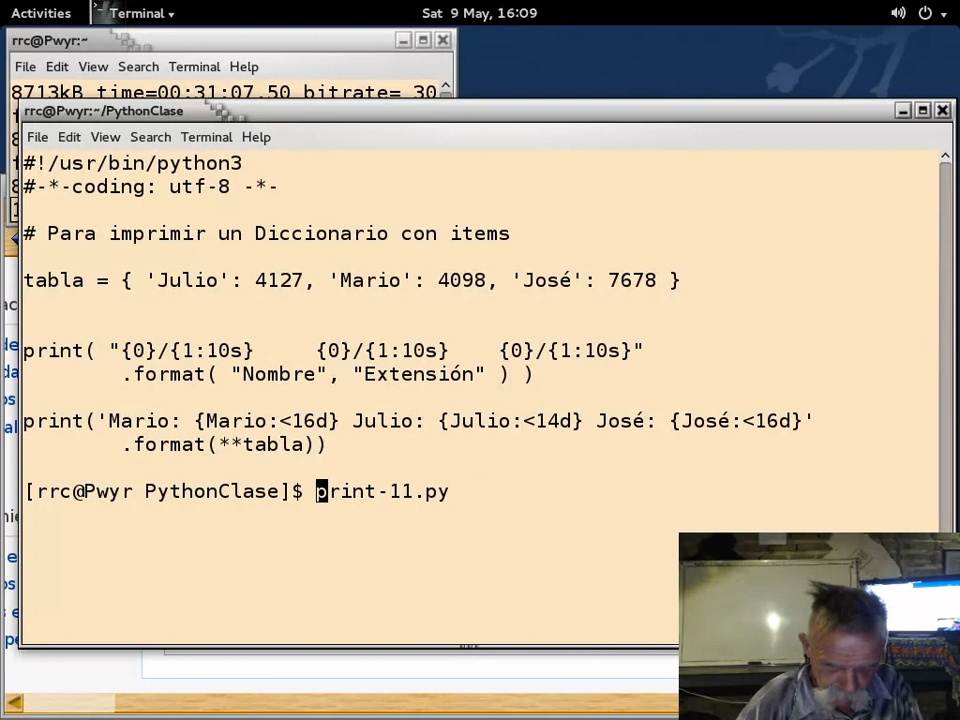 Activities
Terminal
Sat 9 May, 16:09
rrc@Pwyr:~
File Edit View Search Terminal Help
8713kB time=00:31:07.50 bitrate= 30
rrc@Pwyr:~/PythonClase
File Edit View Search Terminal Help
#!/usr/bin/python3
#-*-coding: utf-8 -*-
# Para imprimir un Diccionario con items
tabla = { 'Julio': 4127, 'Mario': 4098, 'José': 7678 }
print( "{0}/{1:10s}     {0}/{1:10s}    {0}/{1:10s}"
        .format( "Nombre", "Extensión" ) )
print('Mario: {Mario:<16d} Julio: {Julio:<14d} José: {José:<16d}'
        .format(**tabla))
[rrc@Pwyr PythonClase]$ print-11.py